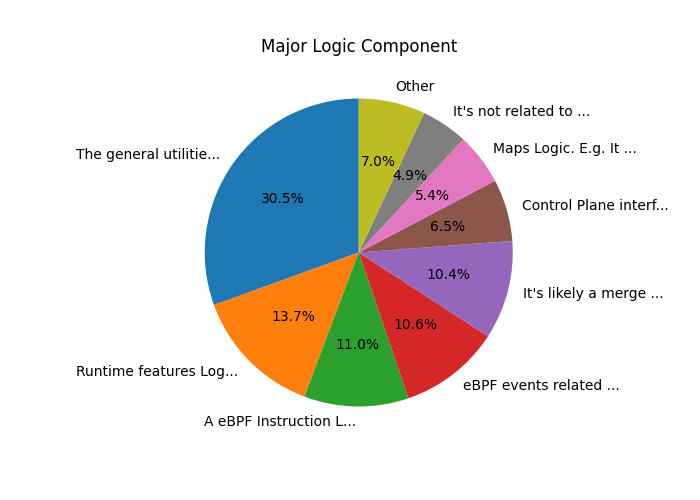 Major Logic Component
Other
It's not related to ...
Maps Logic. E.g. It ...
The general utilitie...
7.0%
4.9%
5.4%
30.5%
Control Plane interf...
6.5%
10.4%
It's likely a merge ...
13.7%
10.6%
11.0%
Runtime features Log...
eBPF events related ...
A eBPF Instruction L...